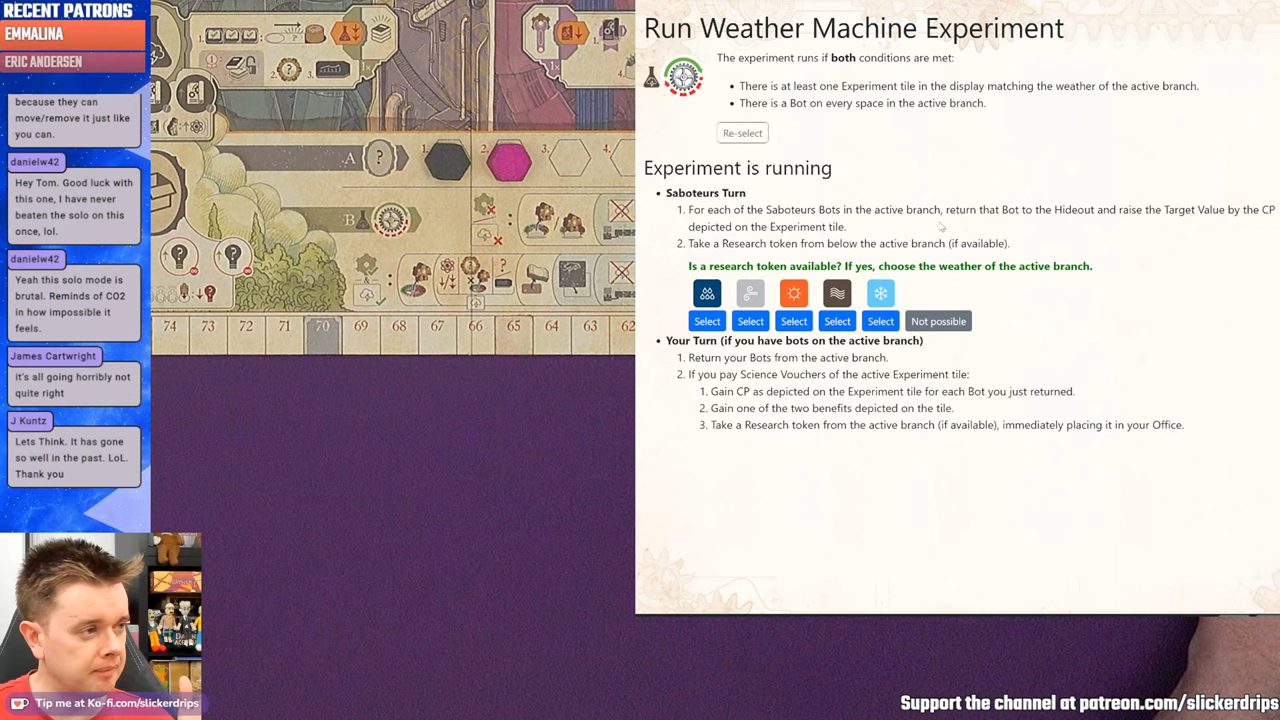 RECENT PATRONS
EMMALINA
ERIC ANDERSEN
because they can
move/remove it just like
you can.
danielw42
Hey Tom. Good luck with
this one, I have never
beaten the solo on this
once, lol.
danielw42
Yeah this solo mode is
brutal. Reminds of CO2
in how impossible it
feels.
James Cartwright
it's all going horribly not
quite right
J Kuntz
Lets Think. It has gone
so well in the past. LoL.
Thank you
Tip me at Ko-fi.com/slickerdrips
A
1.
2.
3.
4.
B
74 73 72 71 70 69 68 67 66 65 64 63 62
Run Weather Machine Experiment
The experiment runs if both conditions are met:
• There is at least one Experiment tile in the display matching the weather of the active branch.
• There is a Bot on every space in the active branch.
Re-select
Experiment is running
• Saboteurs Turn
1. For each of the Saboteurs Bots in the active branch, return that Bot to the Hideout and raise the Target Value by the CP
depicted on the Experiment tile.
2. Take a Research token from below the active branch (if available).
Is a research token available? If yes, choose the weather of the active branch.
Select Select Select Select Select Not possible
• Your Turn (if you have bots on the active branch)
1. Return your Bots from the active branch.
2. If you pay Science Vouchers of the active Experiment tile:
1. Gain CP as depicted on the Experiment tile for each Bot you just returned.
2. Gain one of the two benefits depicted on the tile.
3. Take a Research token from the active branch (if available), immediately placing it in your Office.
Support the channel at patreon.com/slickerdrips